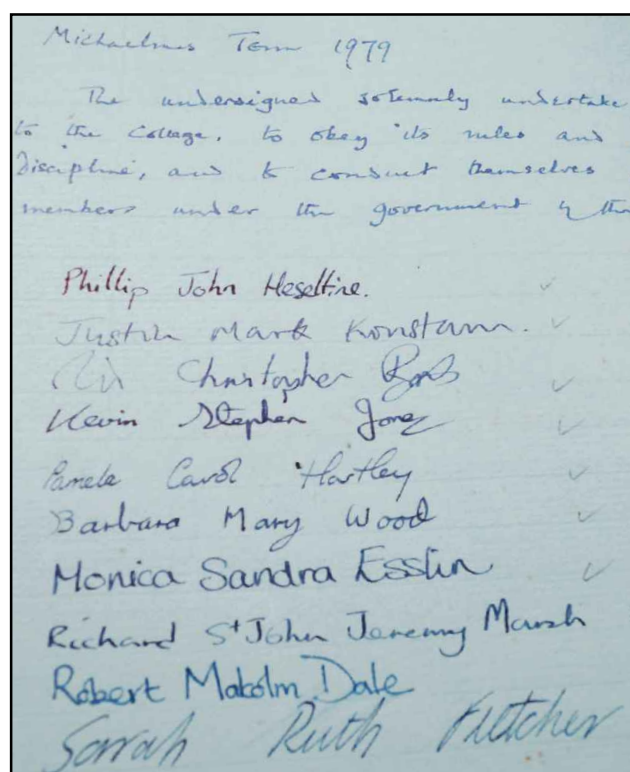 Michaelmas Term 1979
The undersigned solemnly undertake
to the College, to obey its rules and
Discipline, and to conduct themselves
members under the government of the
Phillip John Heseltine.
Justin Mark Konstam.
Christopher
Kevin Stephen Jones
Pamela Carol Hartley
Barbara Mary Wood
Monica Sandra Esslin
Richard St John Jeremy Marsh
Robert Malcolm Dale
Sarah Ruth Fletcher